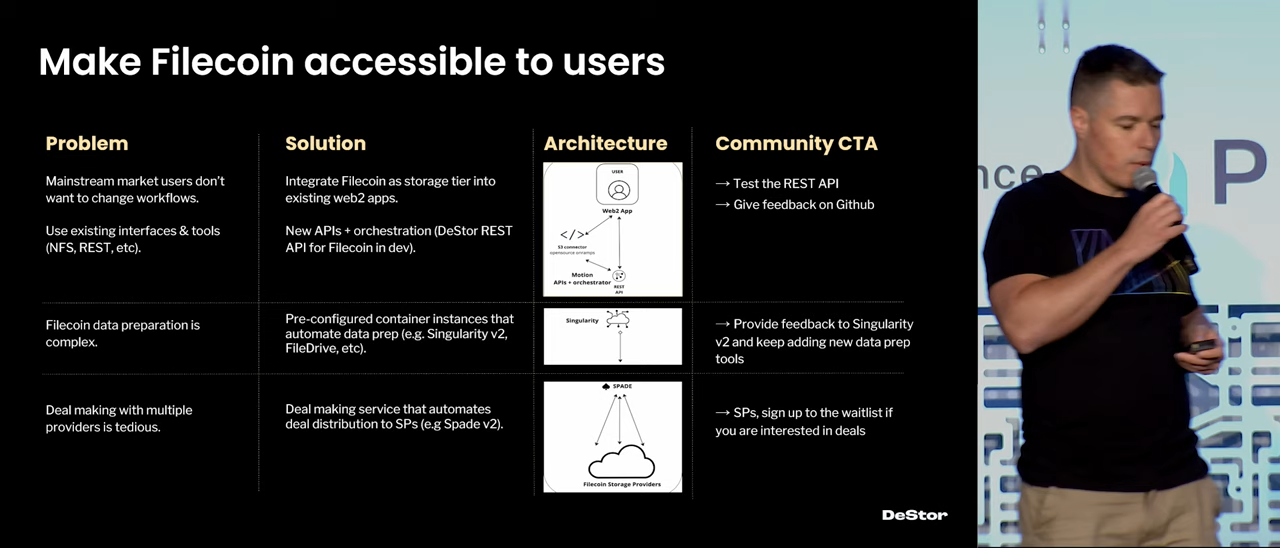 Make Filecoin accessible to users
Problem
Solution
Architecture
Community CTA
Mainstream market users don't
want to change workflows.
Use existing interfaces & tools
(NFS, REST, etc).
Integrate Filecoin as storage tier into
existing web2 apps.
New APIs + orchestration (DeStor REST
API for Filecoin in dev).
USER
Web2 App
</>
S3 connector
opensource onramps
Motion
APIs + orchestrator
REST
API
→ Test the REST API
→ Give feedback on Github
Filecoin data preparation is
complex.
Pre-configured container instances that
automate data prep (e.g. Singularity v2,
FileDrive, etc).
Singularity
→ Provide feedback to Singularity
v2 and keep adding new data prep
tools
Deal making with multiple
providers is tedious.
Deal making service that automates
deal distribution to SPs (e.g Spade v2).
SPADE
Filecoin Storage Providers
→ SPs, sign up to the waitlist if
you are interested in deals
DeStor
nce
P